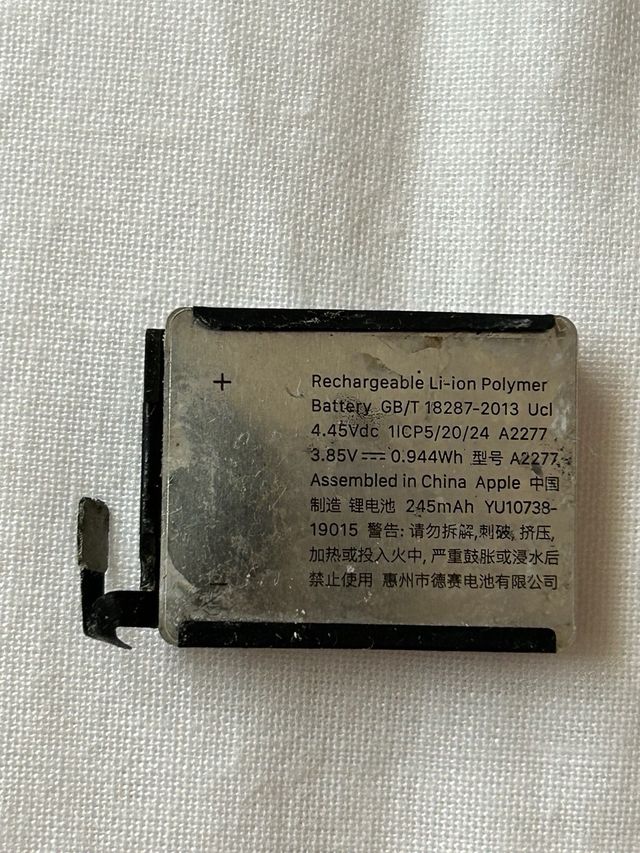 +
Rechargeable Li-ion Polymer
Battery GB/T 18287-2013 Ucl
4.45Vdc 1ICP5/20/24 A2277
3.85V ⎓ 0.944Wh 型号 A2277
Assembled in China Apple 中国
制造 锂电池 245mAh YU10738-
19015 警告: 请勿拆解,刺破, 挤压,
加热或投入火中, 严重鼓胀或浸水后
禁止使用 惠州市德赛电池有限公司
−